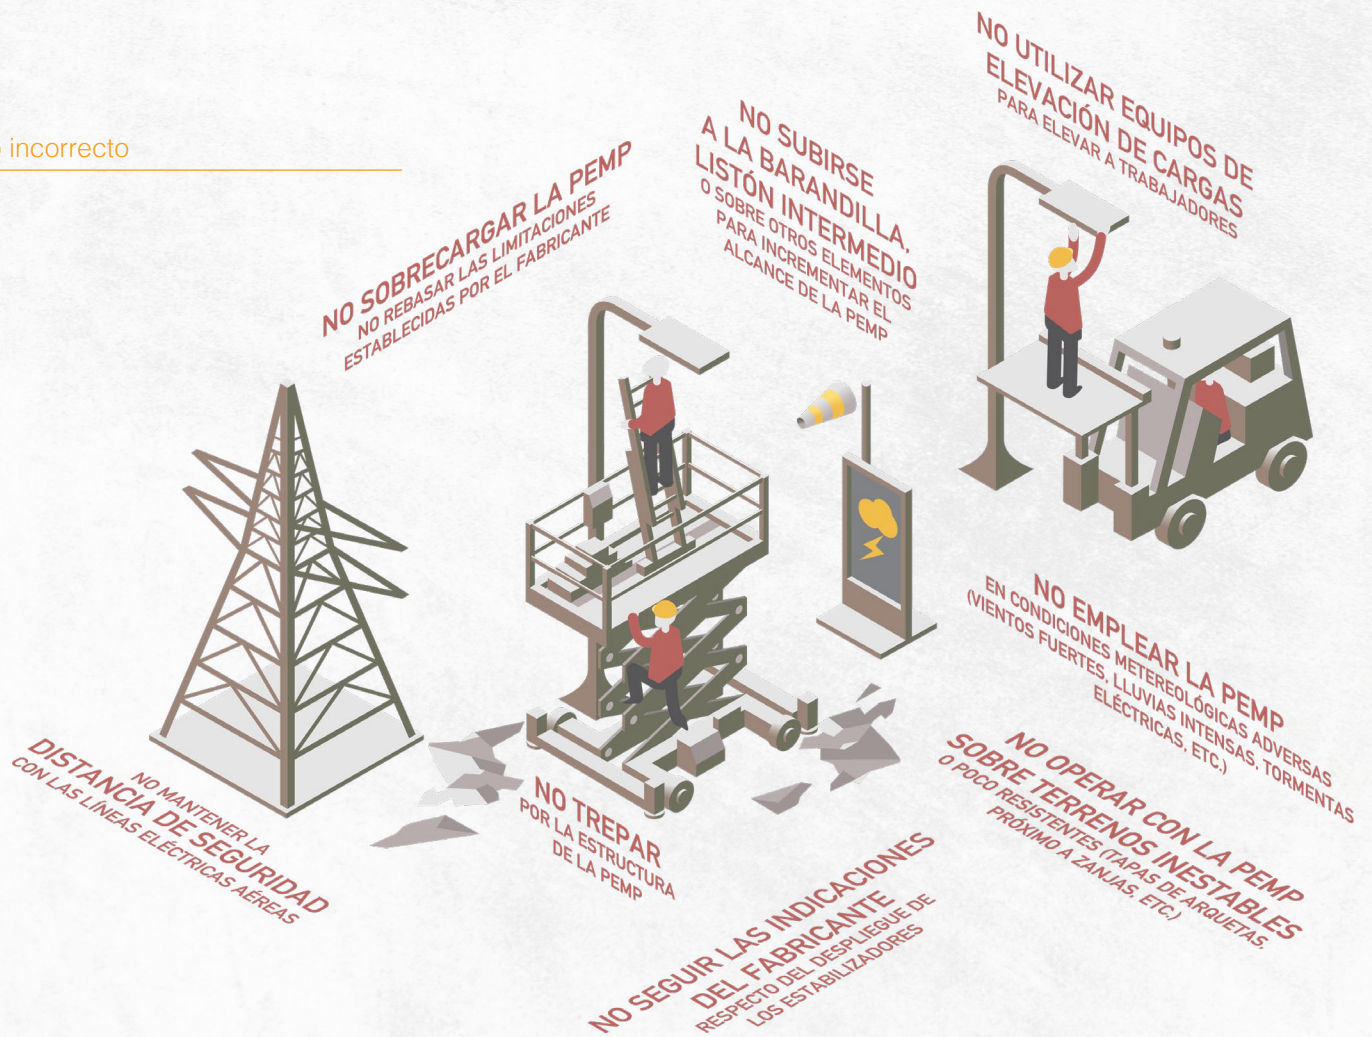 incorrecto
NO UTILIZAR EQUIPOS DE
ELEVACIÓN DE CARGAS
PARA ELEVAR A TRABAJADORES
NO SUBIRSE
A LA BARANDILLA,
LISTÓN INTERMEDIO
O SOBRE OTROS ELEMENTOS
PARA INCREMENTAR EL
ALCANCE DE LA PEMP
NO SOBRECARGAR LA PEMP
NO REBASAR LAS LIMITACIONES
ESTABLECIDAS POR EL FABRICANTE
NO EMPLEAR LA PEMP
EN CONDICIONES METEREOLÓGICAS ADVERSAS
(VIENTOS FUERTES, LLUVIAS INTENSAS, TORMENTAS
ELÉCTRICAS, ETC.)
NO OPERAR CON LA PEMP
SOBRE TERRENOS INESTABLES
O POCO RESISTENTES (TAPAS DE ARQUETAS,
PRÓXIMO A ZANJAS, ETC.)
NO MANTENER LA
DISTANCIA DE SEGURIDAD
CON LAS LÍNEAS ELÉCTRICAS AÉREAS
NO TREPAR
POR LA ESTRUCTURA
DE LA PEMP
NO SEGUIR LAS INDICACIONES
DEL FABRICANTE
RESPECTO DEL DESPLIEGUE DE
LOS ESTABILIZADORES